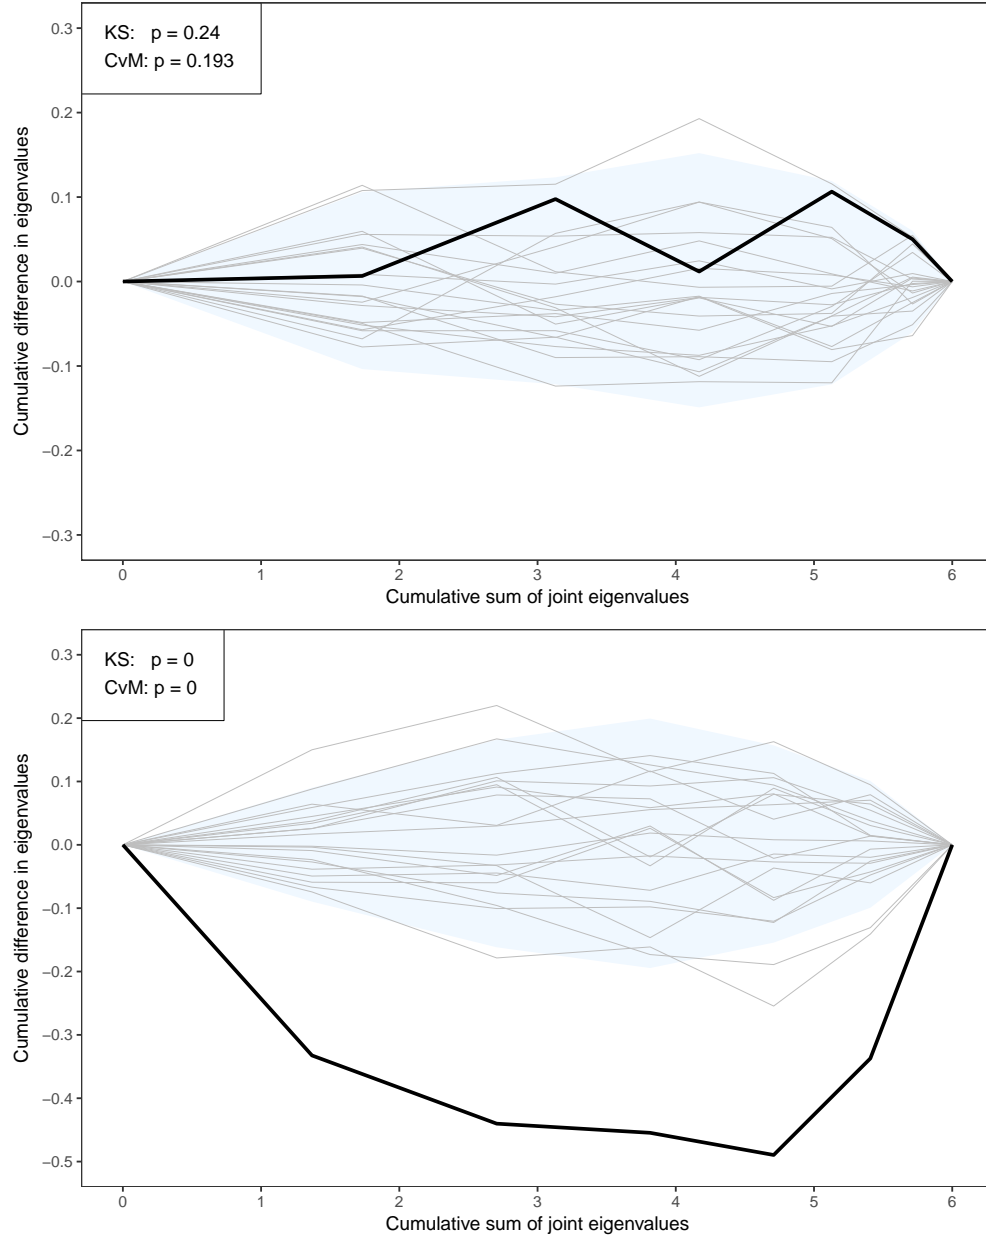 KS: p = 0.24
CvM: p = 0.193
0.3
0.2
0.1
0.0
−0.1
−0.2
−0.3
Cumulative difference in eigenvalues
0 1 2 3 4 5 6
Cumulative sum of joint eigenvalues
KS: p = 0
CvM: p = 0
0.3
0.2
0.1
0.0
−0.1
−0.2
−0.3
−0.4
−0.5
Cumulative difference in eigenvalues
0 1 2 3 4 5 6
Cumulative sum of joint eigenvalues